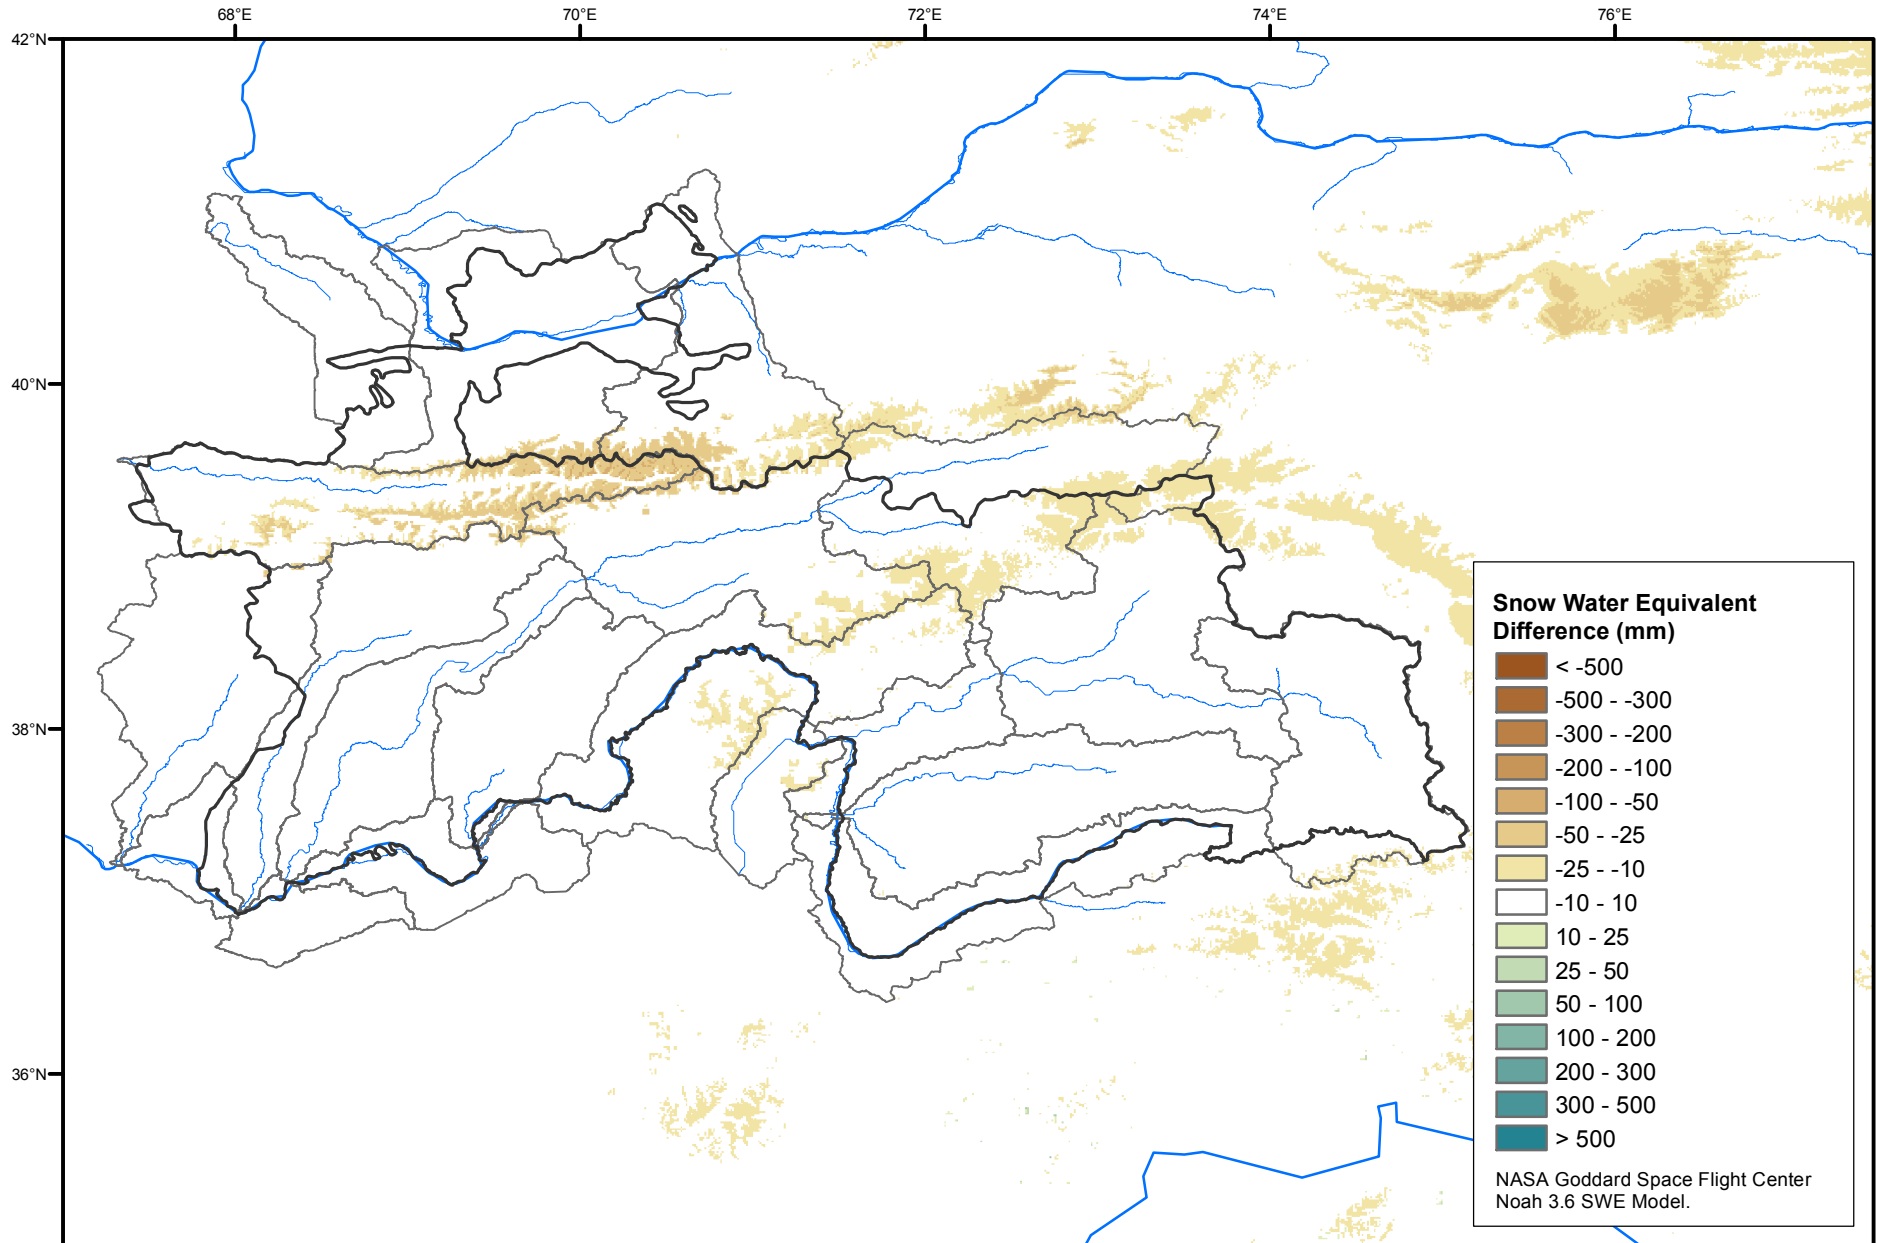 68°E
70°E
72°E
74°E
76°E
42°N
40°N
38°N
36°N
Snow Water Equivalent
Difference (mm)
< -500
-500 - -300
-300 - -200
-200 - -100
-100 - -50
-50 - -25
-25 - -10
-10 - 10
10 - 25
25 - 50
50 - 100
100 - 200
200 - 300
300 - 500
> 500
NASA Goddard Space Flight Center
Noah 3.6 SWE Model.